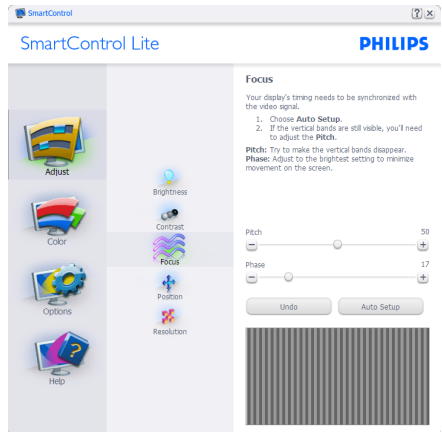 SmartControl
SmartControl Lite
PHILIPS
Adjust
Color
Options
Help
Brightness
Contrast
Focus
Position
Resolution
Focus
Your display's timing needs to be synchronized with
the video signal.
1. Choose Auto Setup.
2. If the vertical bands are still visible, you'll need
to adjust the Pitch.
Pitch: Try to make the vertical bands disappear.
Phase: Adjust to the brightest setting to minimize
movement on the screen.
Pitch 50
Phase 17
Undo Auto Setup